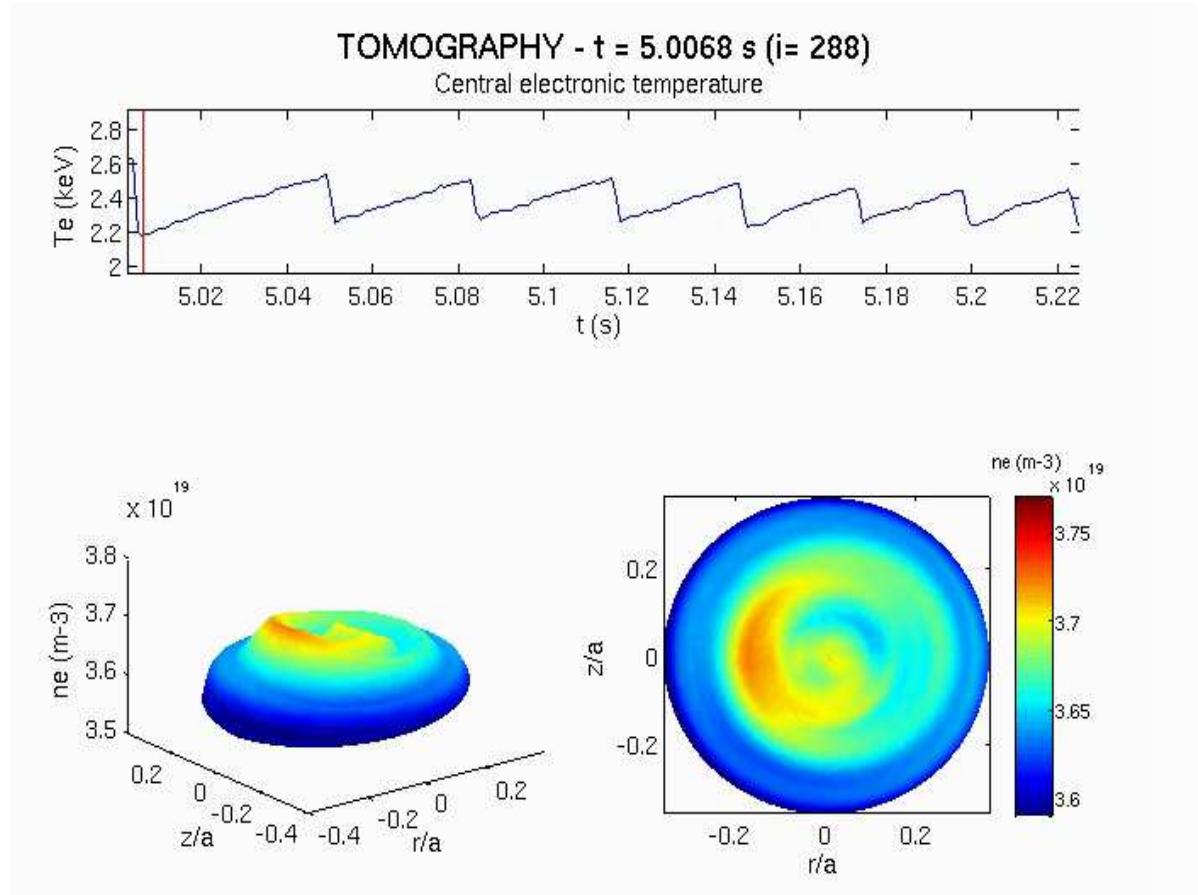 TOMOGRAPHY - t = 5.0068 s (i= 288)
Central electronic temperature
Te (keV)
2.8
2.6
2.4
2.2
2
5.02 5.04 5.06 5.08 5.1 5.12 5.14 5.16 5.18 5.2 5.22
t (s)
x 10 19
ne (m-3)
3.8
3.7
3.6
3.5
0.2 0 -0.2 -0.4
z/a
-0.4 -0.2 0 0.2
r/a
z/a
0.2
0
-0.2
-0.2 0 0.2
r/a
ne (m-3)
x 10 19
3.75
3.7
3.65
3.6